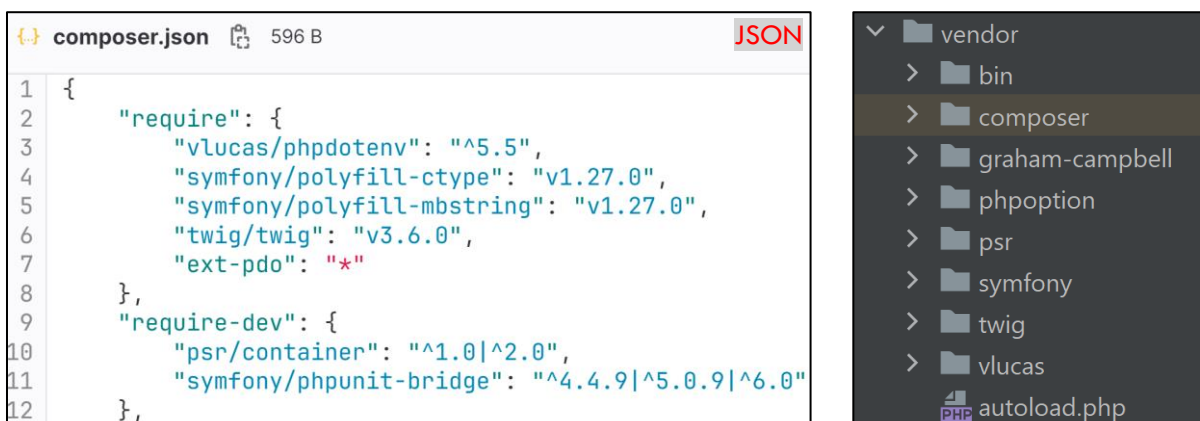 composer.json 596 B JSON
1 {
2 "require": {
3 "vlucas/phpdotenv": "^5.5",
4 "symfony/polyfill-ctype": "v1.27.0",
5 "symfony/polyfill-mbstring": "v1.27.0",
6 "twig/twig": "v3.6.0",
7 "ext-pdo": "*"
8 },
9 "require-dev": {
10 "psr/container": "^1.0|^2.0",
11 "symfony/phpunit-bridge": "^4.4.9|^5.0.9|^6.0"
12 },
vendor
bin
composer
graham-campbell
phpoption
psr
symfony
twig
vlucas
PHP autoload.php